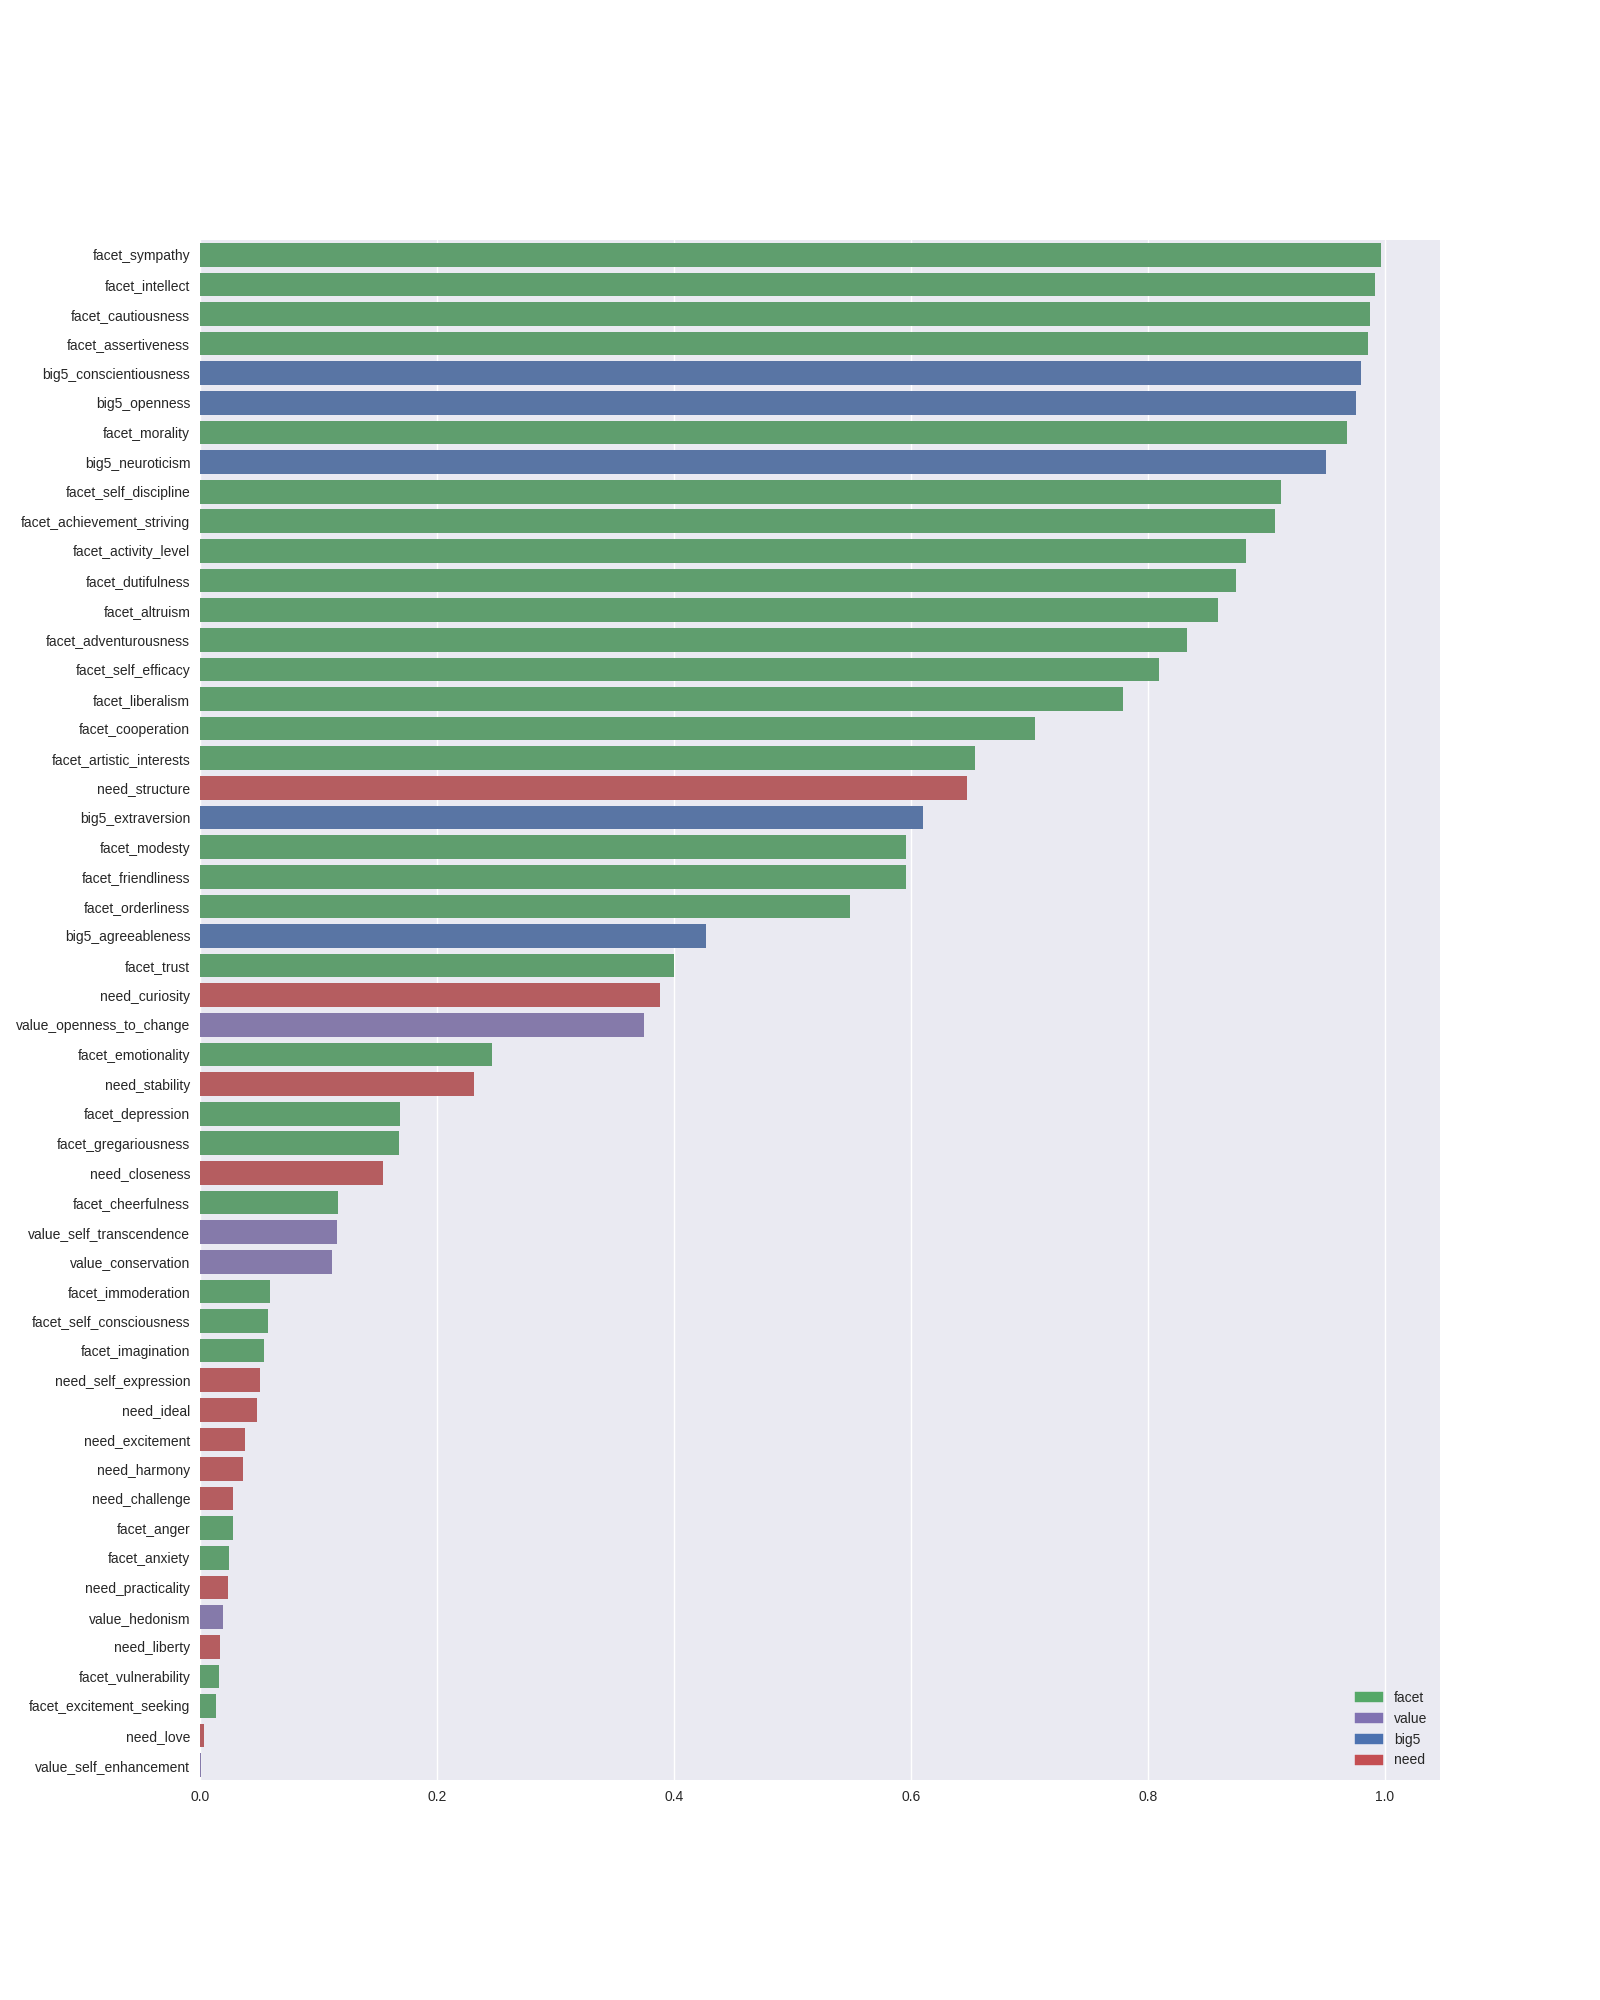 facet_sympathy
facet_intellect
facet_cautiousness
facet_assertiveness
big5_conscientiousness
big5_openness
facet_morality
big5_neuroticism
facet_self_discipline
facet_achievement_striving
facet_activity_level
facet_dutifulness
facet_altruism
facet_adventurousness
facet_self_efficacy
facet_liberalism
facet_cooperation
facet_artistic_interests
need_structure
big5_extraversion
facet_modesty
facet_friendliness
facet_orderliness
big5_agreeableness
facet_trust
need_curiosity
value_openness_to_change
facet_emotionality
need_stability
facet_depression
facet_gregariousness
need_closeness
facet_cheerfulness
value_self_transcendence
value_conservation
facet_immoderation
facet_self_consciousness
facet_imagination
need_self_expression
need_ideal
need_excitement
need_harmony
need_challenge
facet_anger
facet_anxiety
need_practicality
value_hedonism
need_liberty
facet_vulnerability
facet_excitement_seeking
need_love
value_self_enhancement
facet
value
big5
need
0.0 0.2 0.4 0.6 0.8 1.0